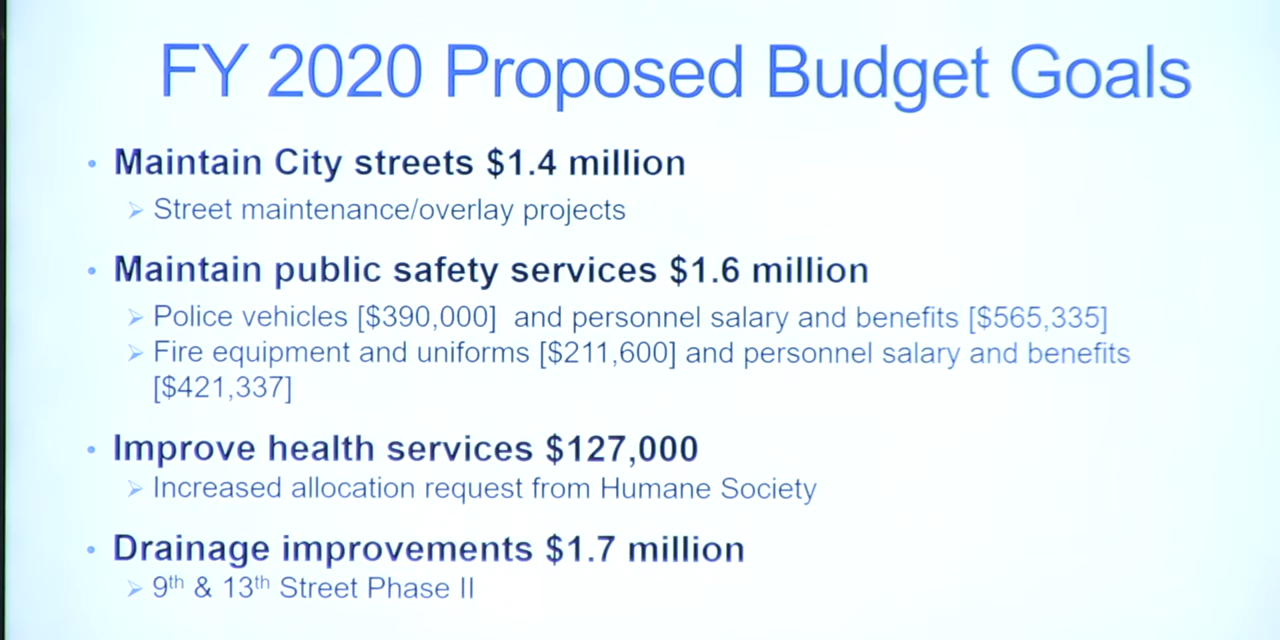 FY 2020 Proposed Budget Goals
• Maintain City streets $1.4 million
➢ Street maintenance/overlay projects
• Maintain public safety services $1.6 million
➢ Police vehicles [$390,000]  and personnel salary and benefits [$565,335]
➢ Fire equipment and uniforms [$211,600] and personnel salary and benefits
[$421,337]
• Improve health services $127,000
➢ Increased allocation request from Humane Society
• Drainage improvements $1.7 million
➢ 9th & 13th Street Phase II